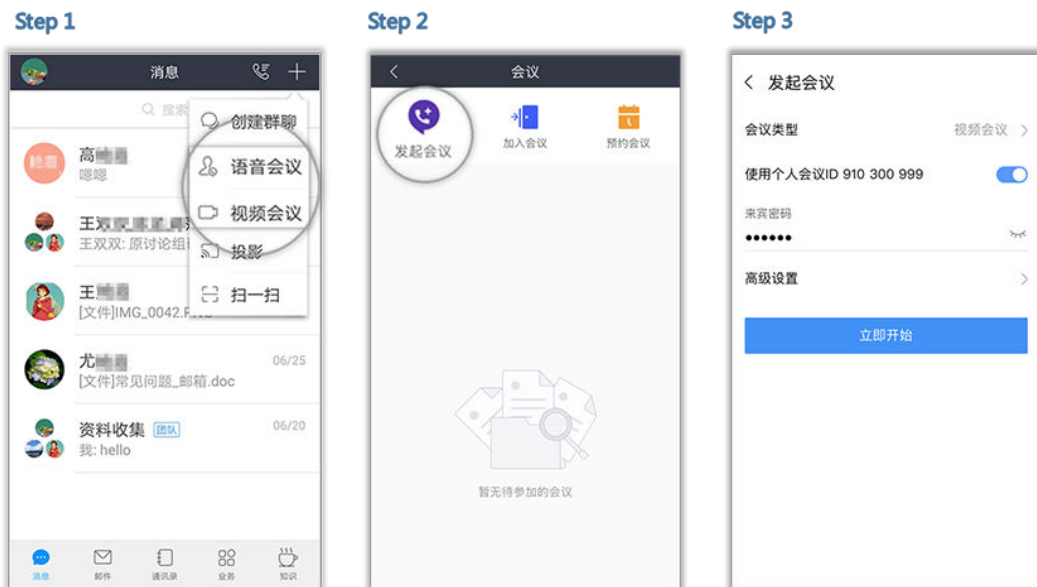 Step 1
消息
搜索
创建群聊
语音会议
视频会议
投影
扫一扫
高
嗯嗯
王
王双双: 原讨论组
王
[文件]IMG_0042.
尤
06/25
[文件]常见问题_邮箱.doc
资料收集 团队
06/20
我: hello
消息 邮件 通讯录 业务 知识
Step 2
会议
发起会议 加入会议 预约会议
暂无待参加的会议
Step 3
发起会议
会议类型 视频会议
使用个人会议ID 910 300 999
来宾密码
高级设置
立即开始